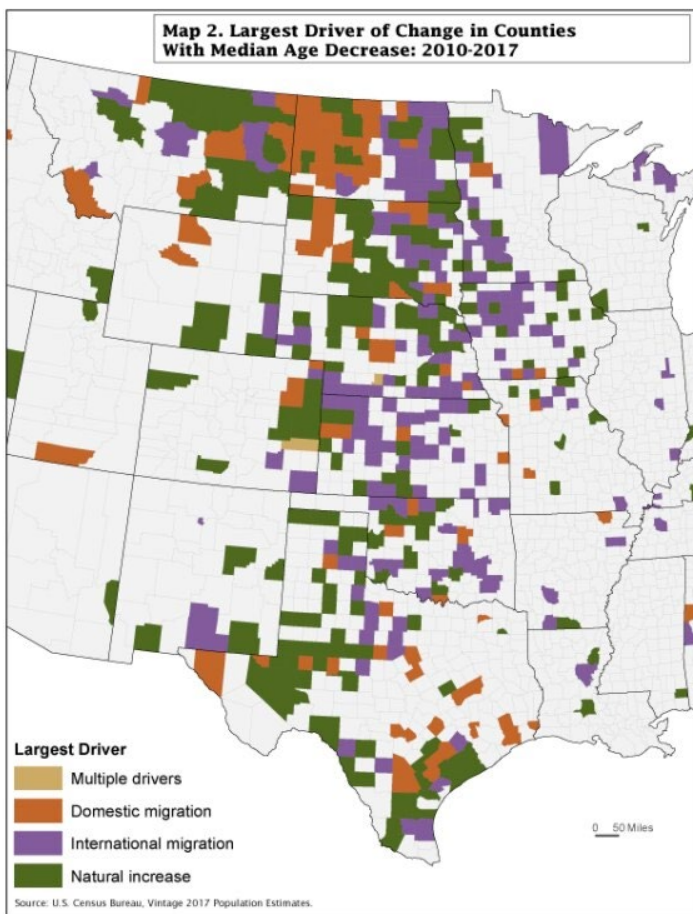 Map 2. Largest Driver of Change in Counties
With Median Age Decrease: 2010-2017
Largest Driver
Multiple drivers
Domestic migration
International migration
Natural increase
0 50 Miles
Source: U.S. Census Bureau, Vintage 2017 Population Estimates.